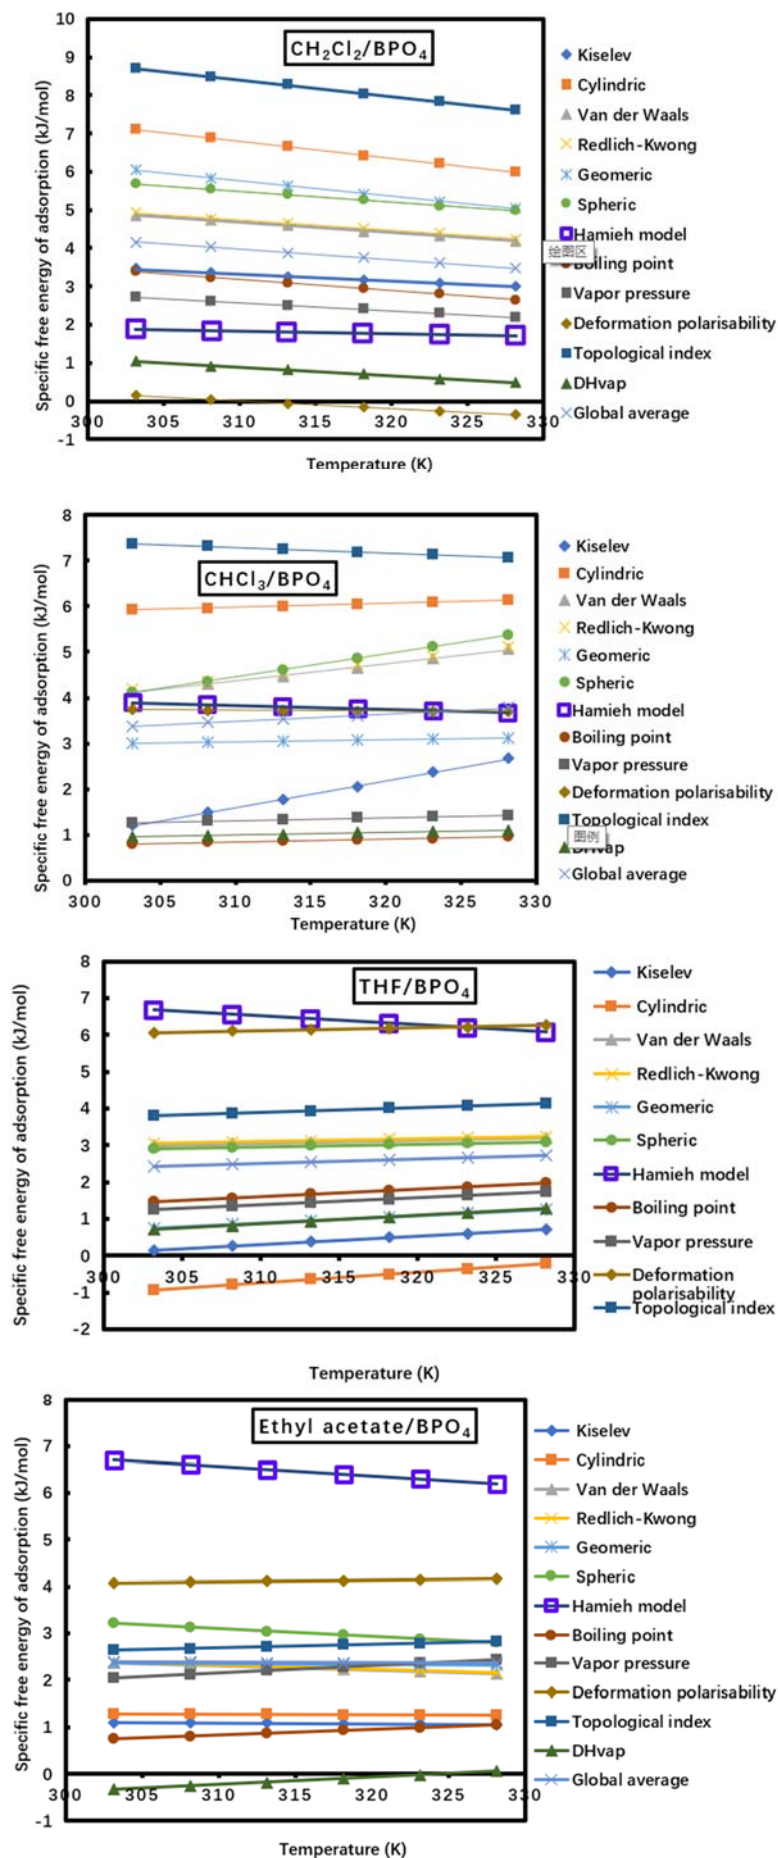 CH₂Cl₂/BPO₄
Specific free energy of adsorption (kJ/mol)
10
9
8
7
6
5
4
3
2
1
0
-1
300 305 310 315 320 325 330
Temperature (K)
Kiselev
Cylindric
Van der Waals
Redlich-Kwong
Geomeric
Spheric
Hamieh model
绘图区
Boiling point
Vapor pressure
Deformation polarisability
Topological index
DHvap
Global average
CHCl₃/BPO₄
Specific free energy of adsorption (kJ/mol)
8
7
6
5
4
3
2
1
0
300 305 310 315 320 325 330
Temperature (K)
Kiselev
Cylindric
Van der Waals
Redlich-Kwong
Geomeric
Spheric
Hamieh model
Boiling point
Vapor pressure
Deformation polarisability
Topological index
图例
DHvap
Global average
THF/BPO₄
Specific free energy of adsorption (kJ/mol)
8
7
6
5
4
3
2
1
0
-1
-2
300 305 310 315 320 325 330
Temperature (K)
Kiselev
Cylindric
Van der Waals
Redlich-Kwong
Geomeric
Spheric
Hamieh model
Boiling point
Vapor pressure
Deformation
polarisability
Topological index
Ethyl acetate/BPO₄
Specific free energy of adsorption (kJ/mol)
8
7
6
5
4
3
2
1
0
-1
300 305 310 315 320 325 330
Temperature (K)
Kiselev
Cylindric
Van der Waals
Redlich-Kwong
Geomeric
Spheric
Hamieh model
Boiling point
Vapor pressure
Deformation polarisability
Topological index
DHvap
Global average